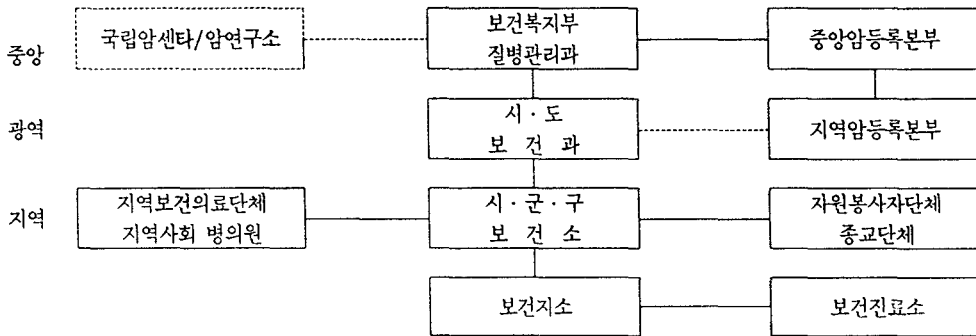 중앙
국립암센타/암연구소
보건복지부
질병관리과
중앙암등록본부
광역
시·도
보 건 과
지역암등록본부
지역
지역보건의료단체
지역사회 병의원
시·군·구
보 건 소
자원봉사자단체
종교단체
보건지소
보건진료소